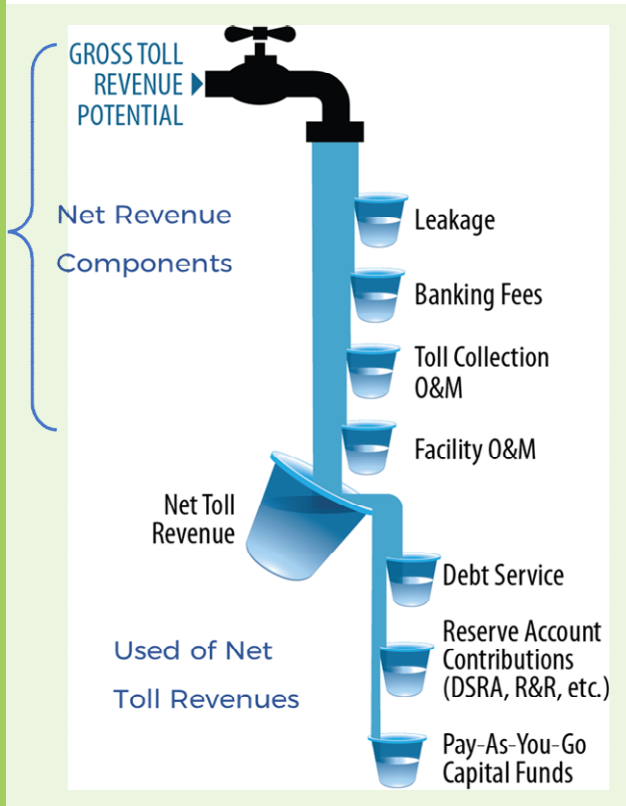 GROSS TOLL
REVENUE
POTENTIAL
Net Revenue
Components
Leakage
Banking Fees
Toll Collection
O&M
Facility O&M
Net Toll
Revenue
Debt Service
Used of Net
Toll Revenues
Reserve Account
Contributions
(DSRA, R&R, etc.)
Pay-As-You-Go
Capital Funds